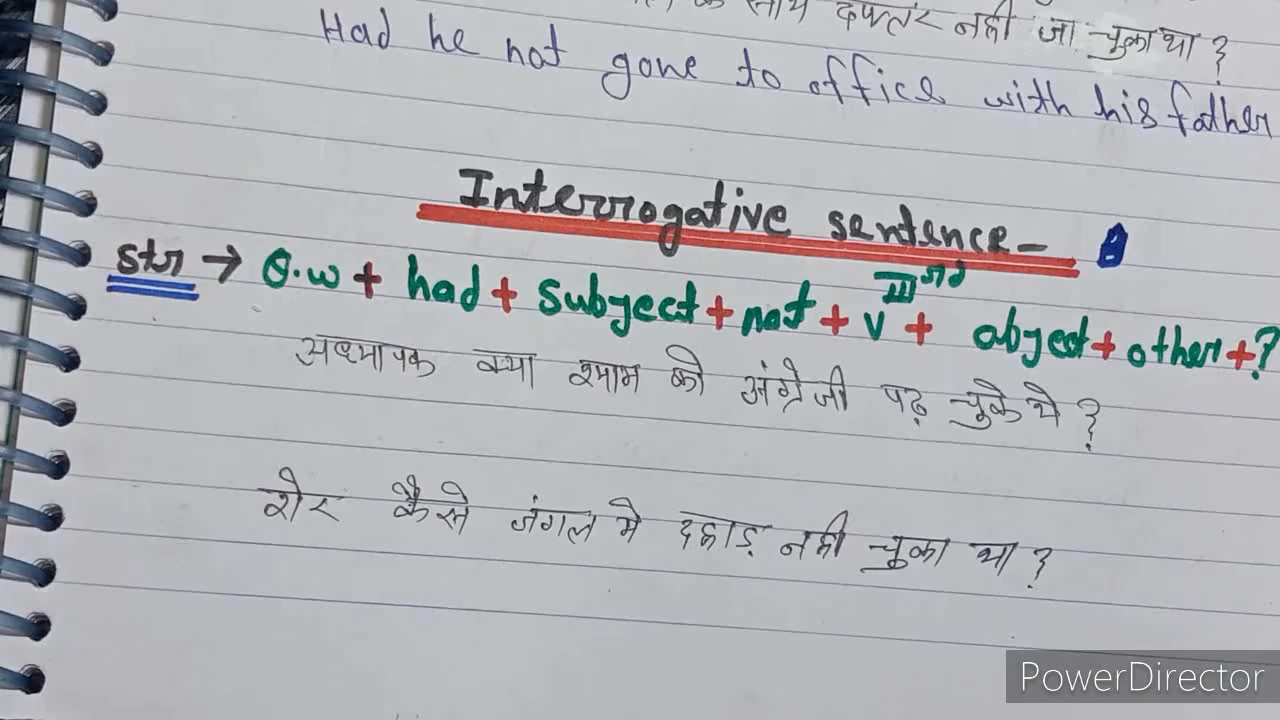 के साथ दफ्तर नही जा चुका था ?
Had he not gone to office with his father
Interrogative sentence-
str → Q.w + had + subject + not + V IIIrd + object + other + ?
अध्यापक क्या श्याम को अंग्रेजी पढ़ चुके थे ?
शेर कैसे जंगल मे दहाड़ नही चुका था ?
PowerDirector